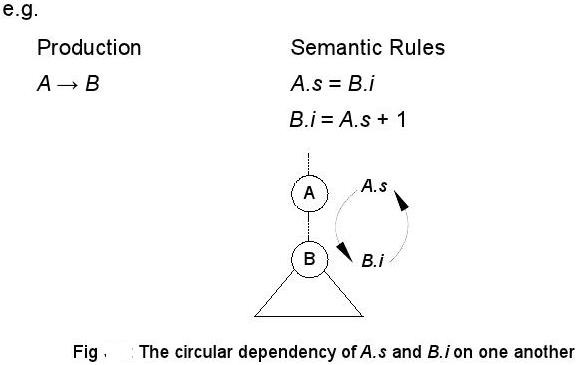 e.g.
Production Semantic Rules
A → B A.s = B.i
B.i = A.s + 1
A A.s
B B.i
Fig . : The circular dependency of A.s and B.i on one another